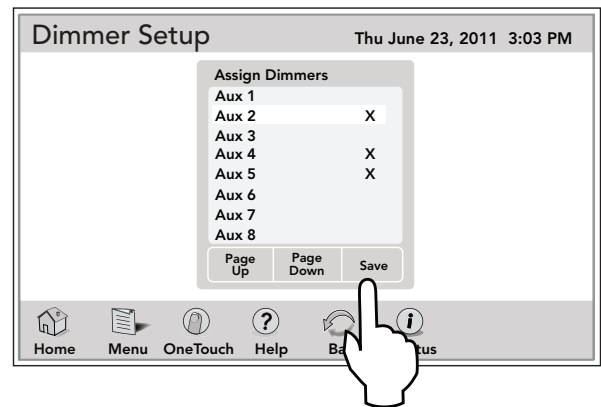 Dimmer Setup Thu June 23, 2011 3:03 PM
Assign Dimmers
Aux 1
Aux 2 X
Aux 3
Aux 4 X
Aux 5 X
Aux 6
Aux 7
Aux 8
Page Up
Page Down
Save
Home Menu OneTouch Help